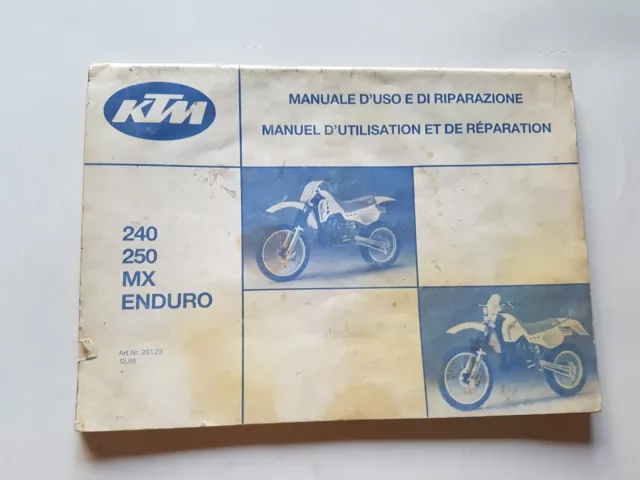 KTM
MANUALE D'USO E DI RIPARAZIONE
MANUEL D'UTILISATION ET DE RÉPARATION
240
250
MX
ENDURO
Art.Nr. 201.23
12.86